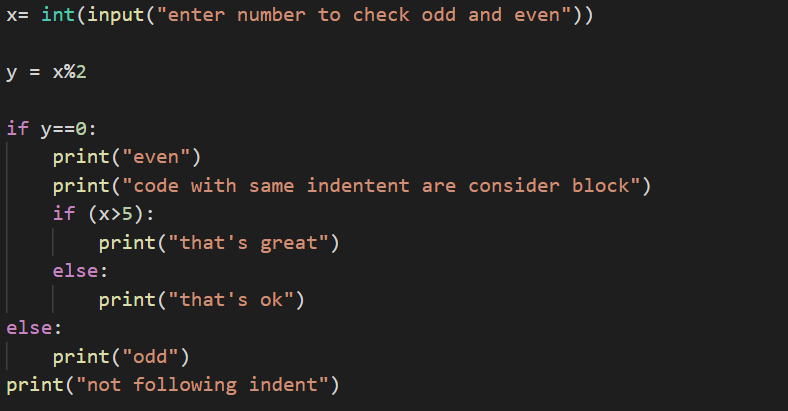 x= int(input("enter number to check odd and even"))
y = x%2
if y==0:
    print("even")
    print("code with same indentent are consider block")
    if (x>5):
        print("that's great")
    else:
        print("that's ok")
else:
    print("odd")
print("not following indent")